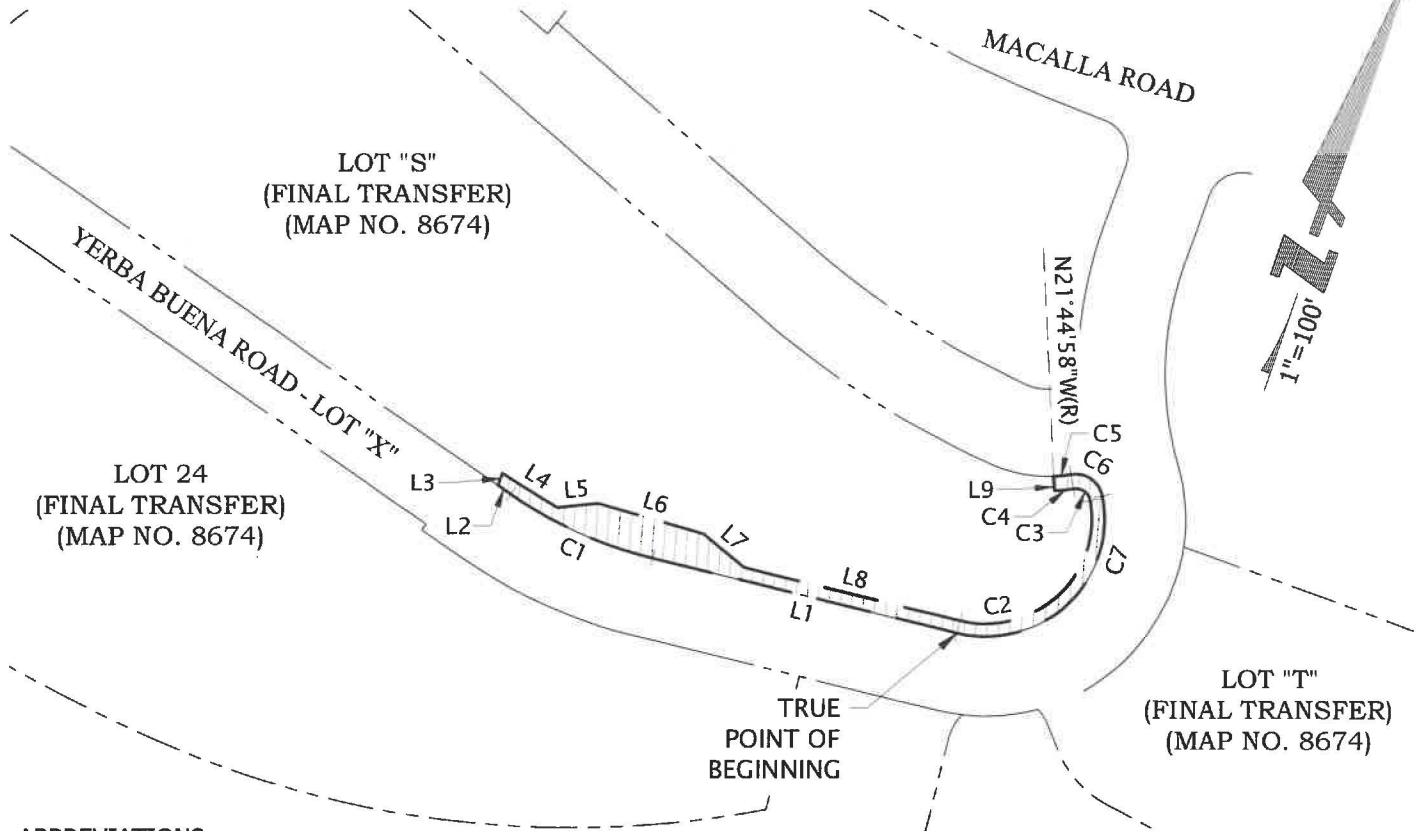 MACALLA ROAD
LOT "S"
(FINAL TRANSFER)
(MAP NO. 8674)
YERBA BUENA ROAD - LOT "X"
N21°44'58"W(R)
Z
1"=100'
LOT 24
(FINAL TRANSFER)
(MAP NO. 8674)
L3
L2
L4
L5
L6
L7
C1
L8
L1
C2
C5
C6
L9
C4
C3
C7
TRUE
POINT OF
BEGINNING
LOT "T"
(FINAL TRANSFER)
(MAP NO. 8674)